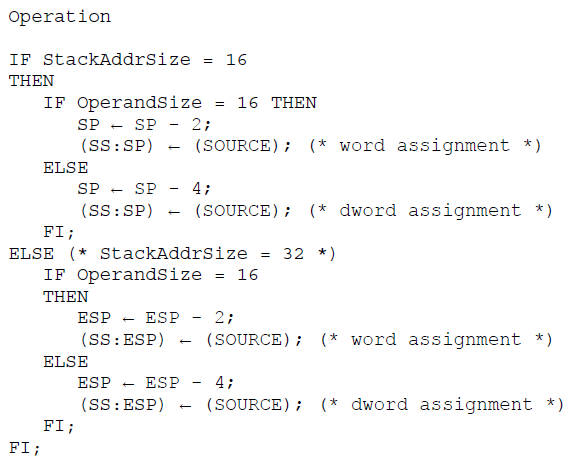 Operation
IF StackAddrSize = 16
THEN
IF OperandSize = 16 THEN
SP ← SP - 2;
(SS:SP) ← (SOURCE); (* word assignment *)
ELSE
SP ← SP - 4;
(SS:SP) ← (SOURCE); (* dword assignment *)
FI;
ELSE (* StackAddrSize = 32 *)
IF OperandSize = 16
THEN
ESP ← ESP - 2;
(SS:ESP) ← (SOURCE); (* word assignment *)
ELSE
ESP ← ESP - 4;
(SS:ESP) ← (SOURCE); (* dword assignment *)
FI;
FI;